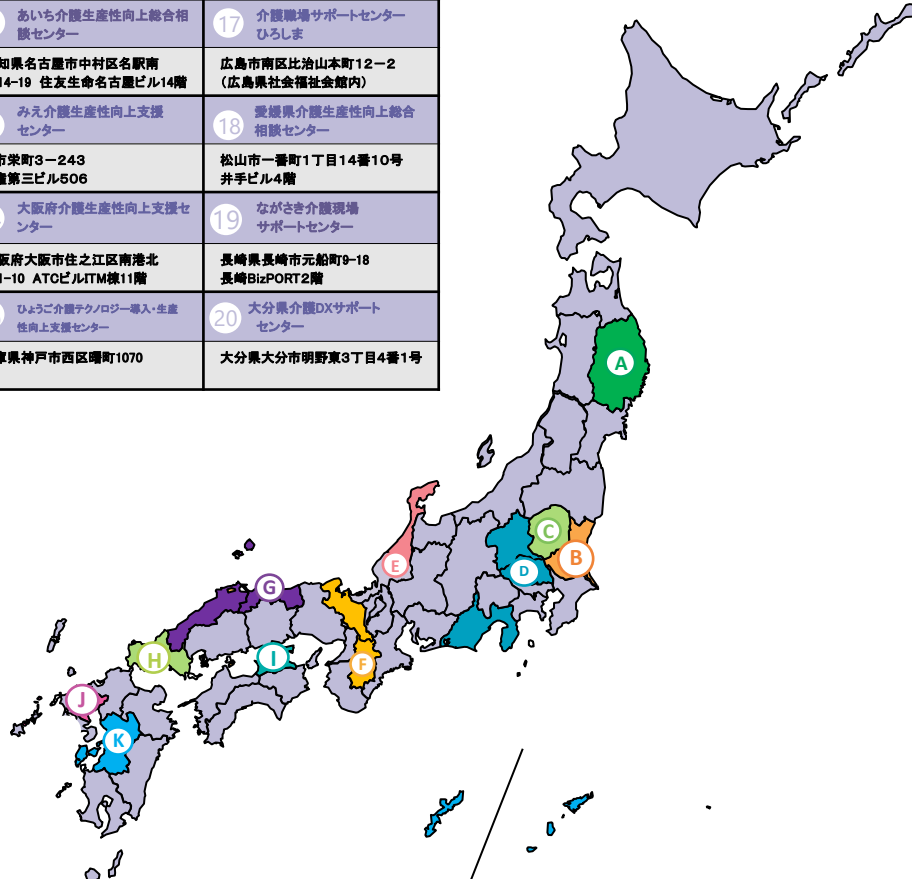 あいち介護生産性向上総合相
談センター
知県名古屋市中村区名駅南
14-19 住友生命名古屋ビル14階
みえ介護生産性向上支援
センター
市栄町3-243
第三ビル506
大阪府介護生産性向上支援セ
ンター
阪府大阪市住之江区南港北
1-10 ATCビルITM棟11階
ひょうご介護テクノロジー導入・生産
性向上支援センター
庫県神戸市西区曙町1070
17 介護職場サポートセンター
ひろしま
広島市南区比治山本町12-2
(広島県社会福祉会館内)
18 愛媛県介護生産性向上総合
相談センター
松山市一番町1丁目14番10号
井手ビル4階
19 ながさき介護現場
サポートセンター
長崎県長崎市元船町9-18
長崎BizPORT2階
20 大分県介護DXサポート
センター
大分県大分市明野東3丁目4番1号
A
C
B
E
D
G
H
I
F
J
K